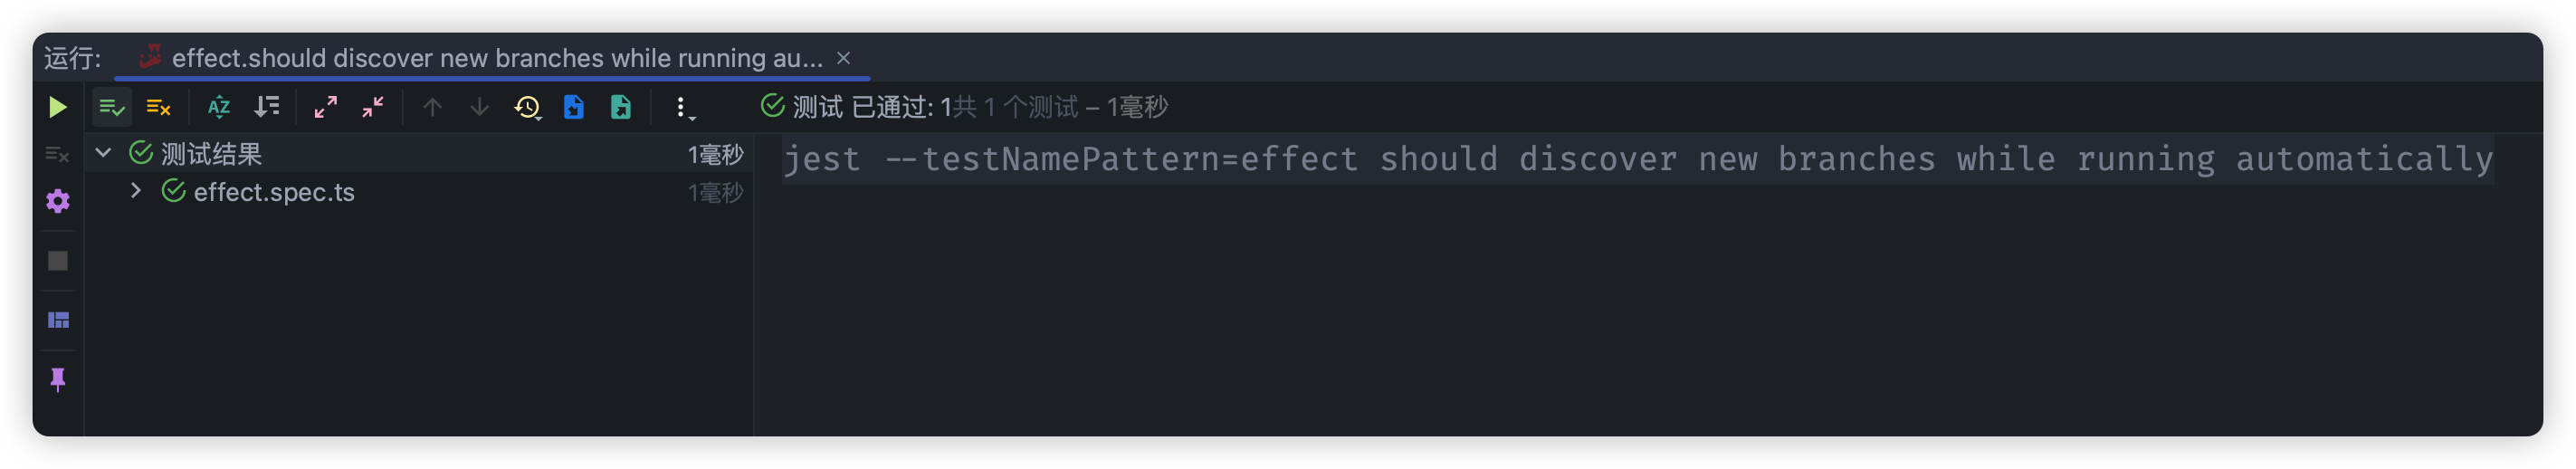 运行: effect.should discover new branches while running au... ×
测试 已通过: 1共 1 个测试 – 1毫秒
测试结果 1毫秒
effect.spec.ts 1毫秒
jest --testNamePattern=effect should discover new branches while running automatically